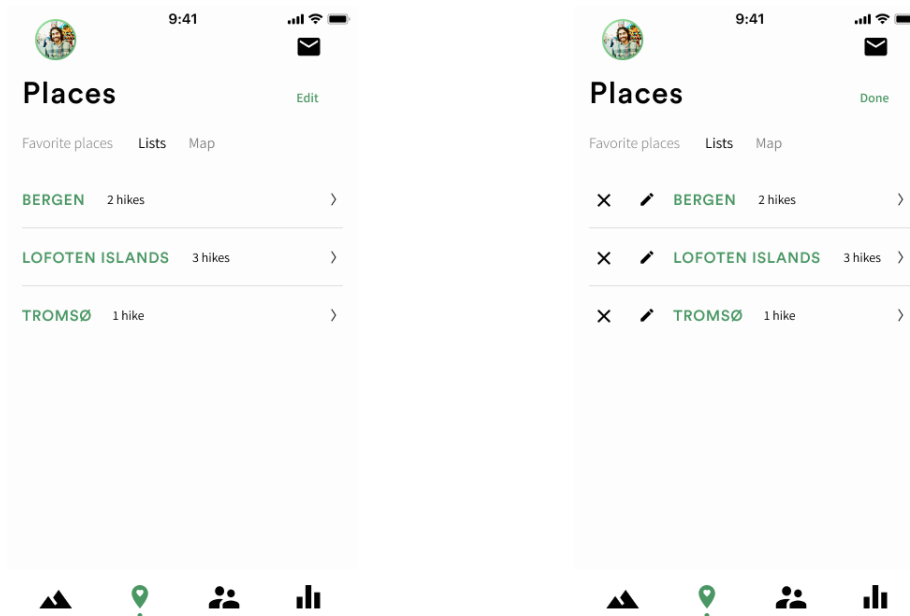 9:41
Places
Edit
Favorite places Lists Map
BERGEN 2 hikes
LOFOTEN ISLANDS 3 hikes
TROMSØ 1 hike
9:41
Places
Done
Favorite places Lists Map
BERGEN 2 hikes
LOFOTEN ISLANDS 3 hikes
TROMSØ 1 hike